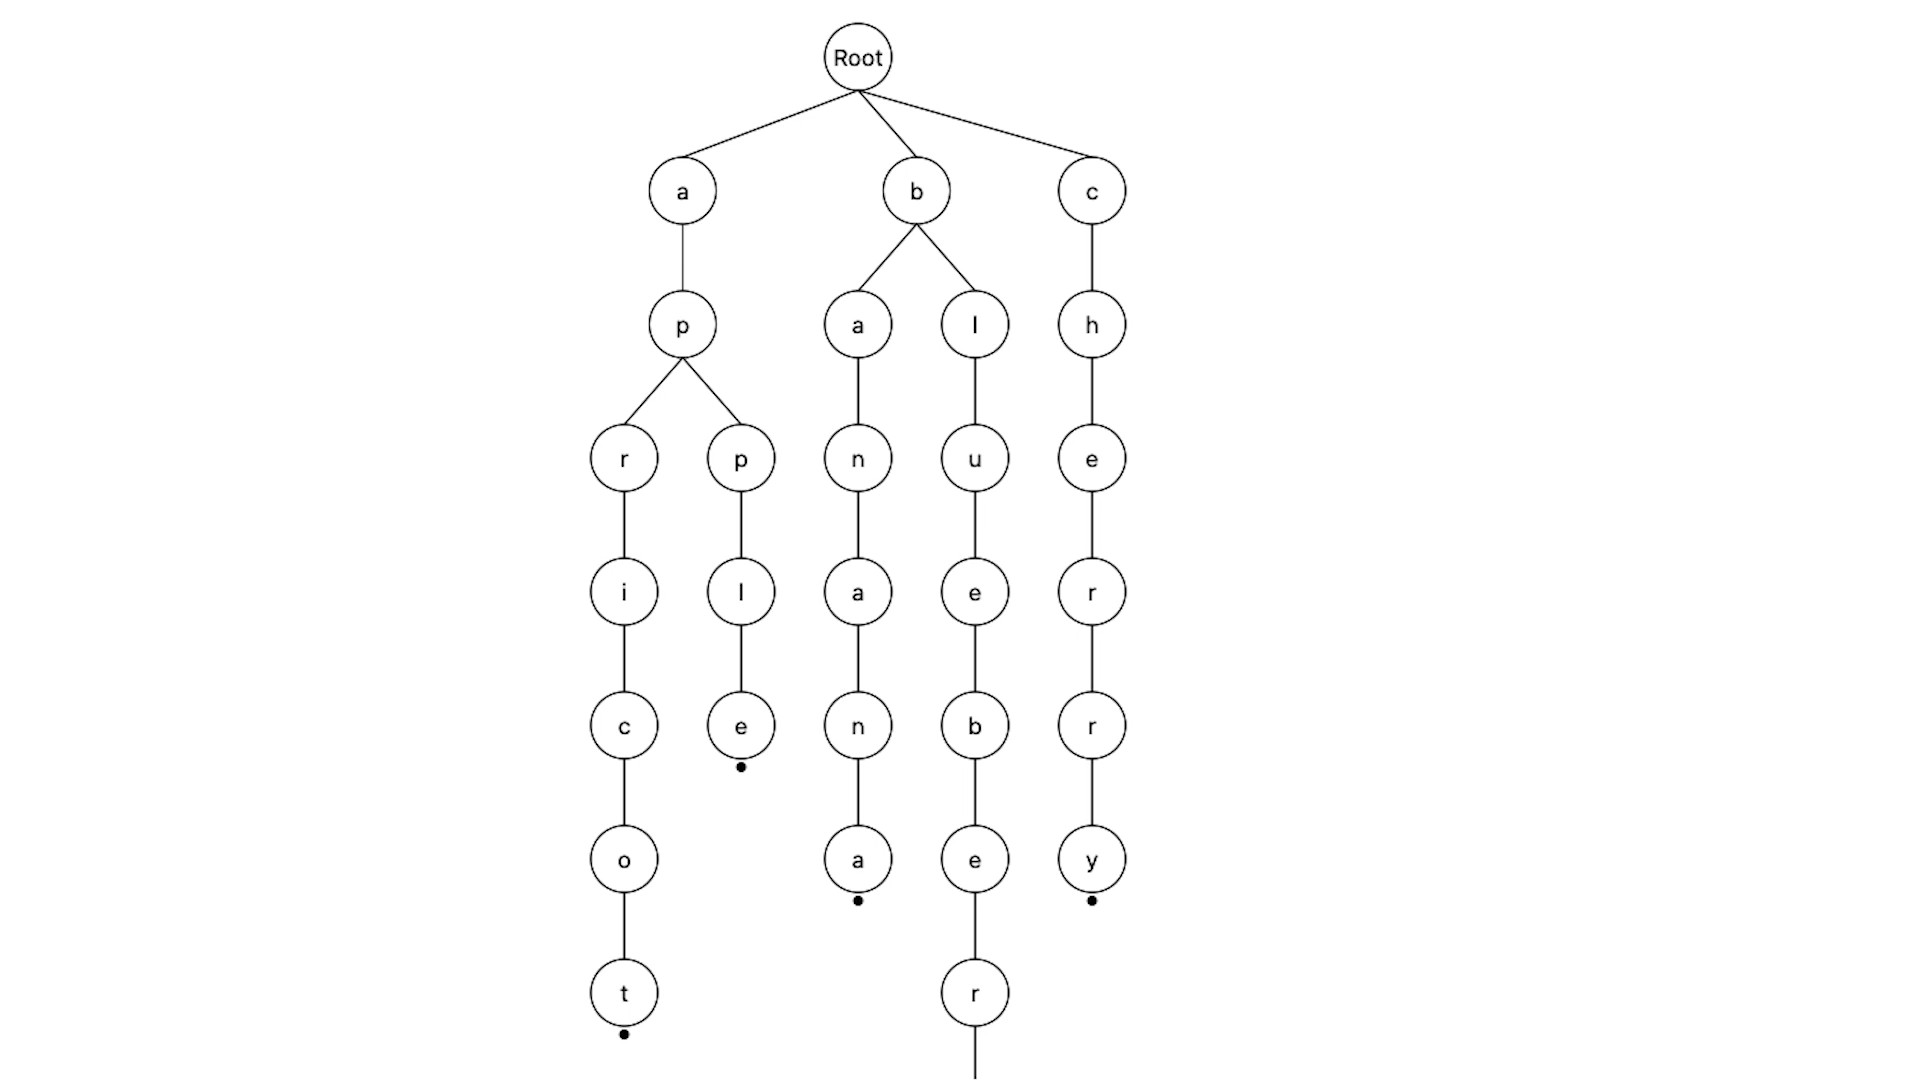 Root
a b c
p a l h
r p n u e
i l a e r
c e n b r
o a e y
t r